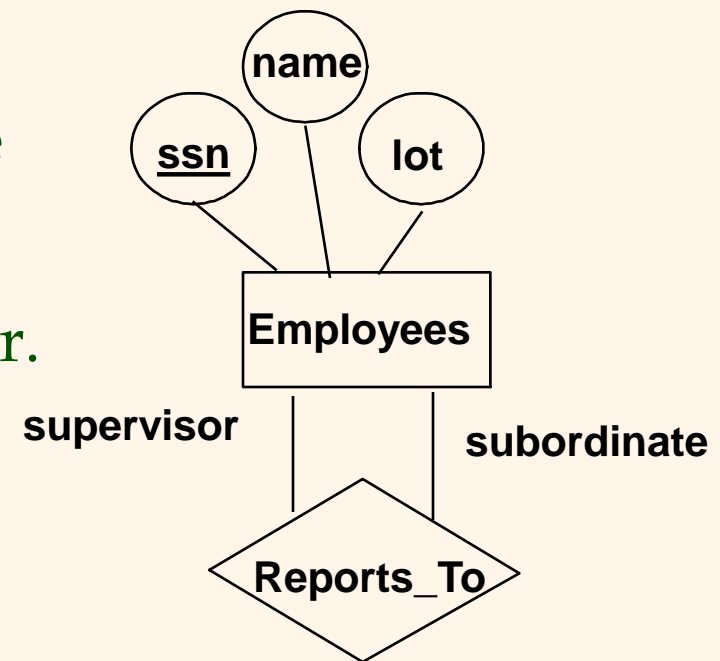 name
ssn
lot
Employees
r.
supervisor
subordinate
Reports_To